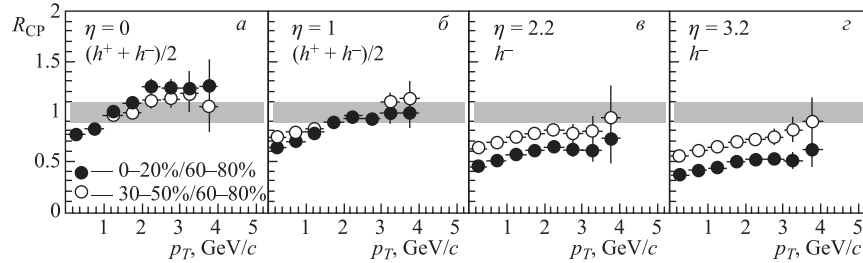 R_CP
2
1.5
1
0.5
0
η = 0
а
(h⁺ + h⁻)/2
● — 0–20%/60–80%
○ — 30–50%/60–80%
η = 1
б
(h⁺ + h⁻)/2
η = 2.2
в
h⁻
η = 3.2
г
h⁻
0 1 2 3 4 5
1 2 3 4 5
1 2 3 4 5
1 2 3 4 5
p_T, GeV/c
p_T, GeV/c
p_T, GeV/c
p_T, GeV/c